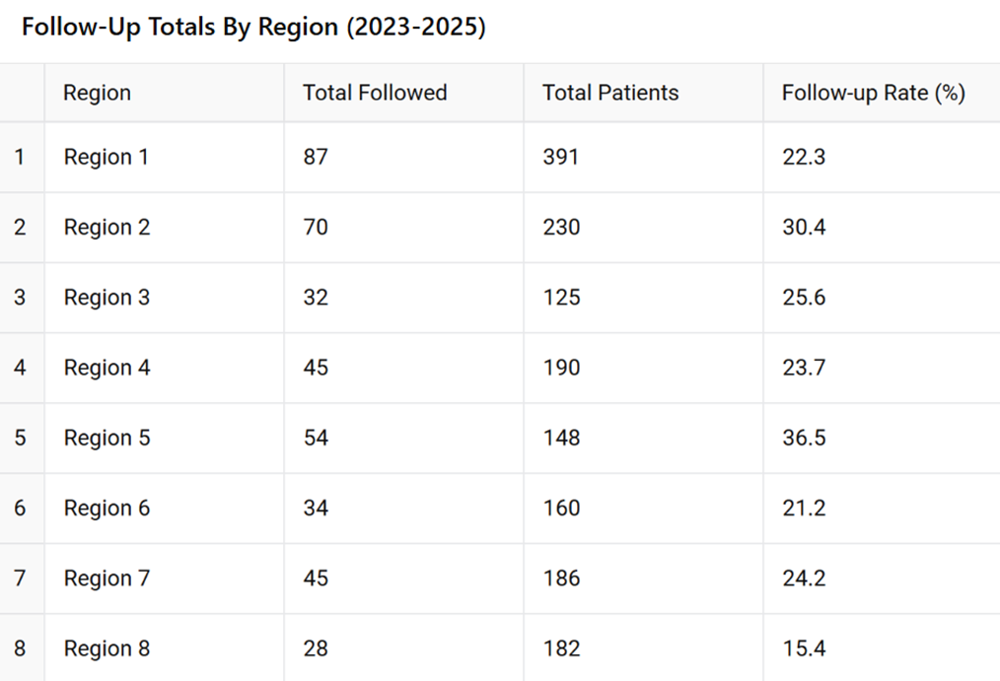 Follow-Up Totals By Region (2023-2025)
Region Total Followed Total Patients Follow-up Rate (%)
1 Region 1 87 391 22.3
2 Region 2 70 230 30.4
3 Region 3 32 125 25.6
4 Region 4 45 190 23.7
5 Region 5 54 148 36.5
6 Region 6 34 160 21.2
7 Region 7 45 186 24.2
8 Region 8 28 182 15.4